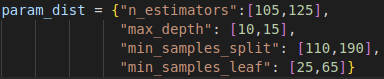 param_dist = {"n_estimators":[105,125],
"max_depth": [10,15],
"min_samples_split": [110,190],
"min_samples_leaf": [25,65]}